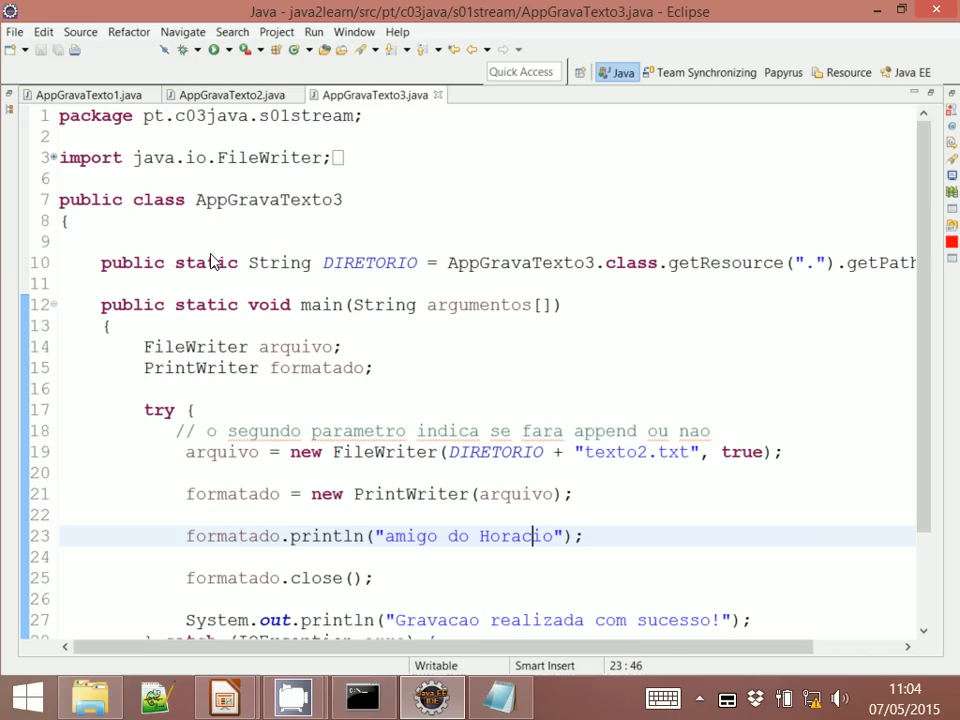 Java - java2learn/src/pt/c03java/s01stream/AppGravaTexto3.java - Eclipse
File Edit Source Refactor Navigate Search Project Run Window Help
Quick Access
Java Team Synchronizing Papyrus Resource Java EE
AppGravaTexto1.java AppGravaTexto2.java AppGravaTexto3.java
1 package pt.c03java.s01stream;
2
3 import java.io.FileWriter;
6
7 public class AppGravaTexto3
8 {
9
10 public static String DIRETORIO = AppGravaTexto3.class.getResource(".").getPath
11
12 public static void main(String argumentos[])
13 {
14 FileWriter arquivo;
15 PrintWriter formatado;
16
17 try {
18 // o segundo parametro indica se fara append ou nao
19 arquivo = new FileWriter(DIRETORIO + "texto2.txt", true);
20
21 formatado = new PrintWriter(arquivo);
22
23 formatado.println("amigo do Horacio");
24
25 formatado.close();
26
27 System.out.println("Gravacao realizada com sucesso!");
Writable Smart Insert 23 : 46
Java EE
IDE
11:04
07/05/2015